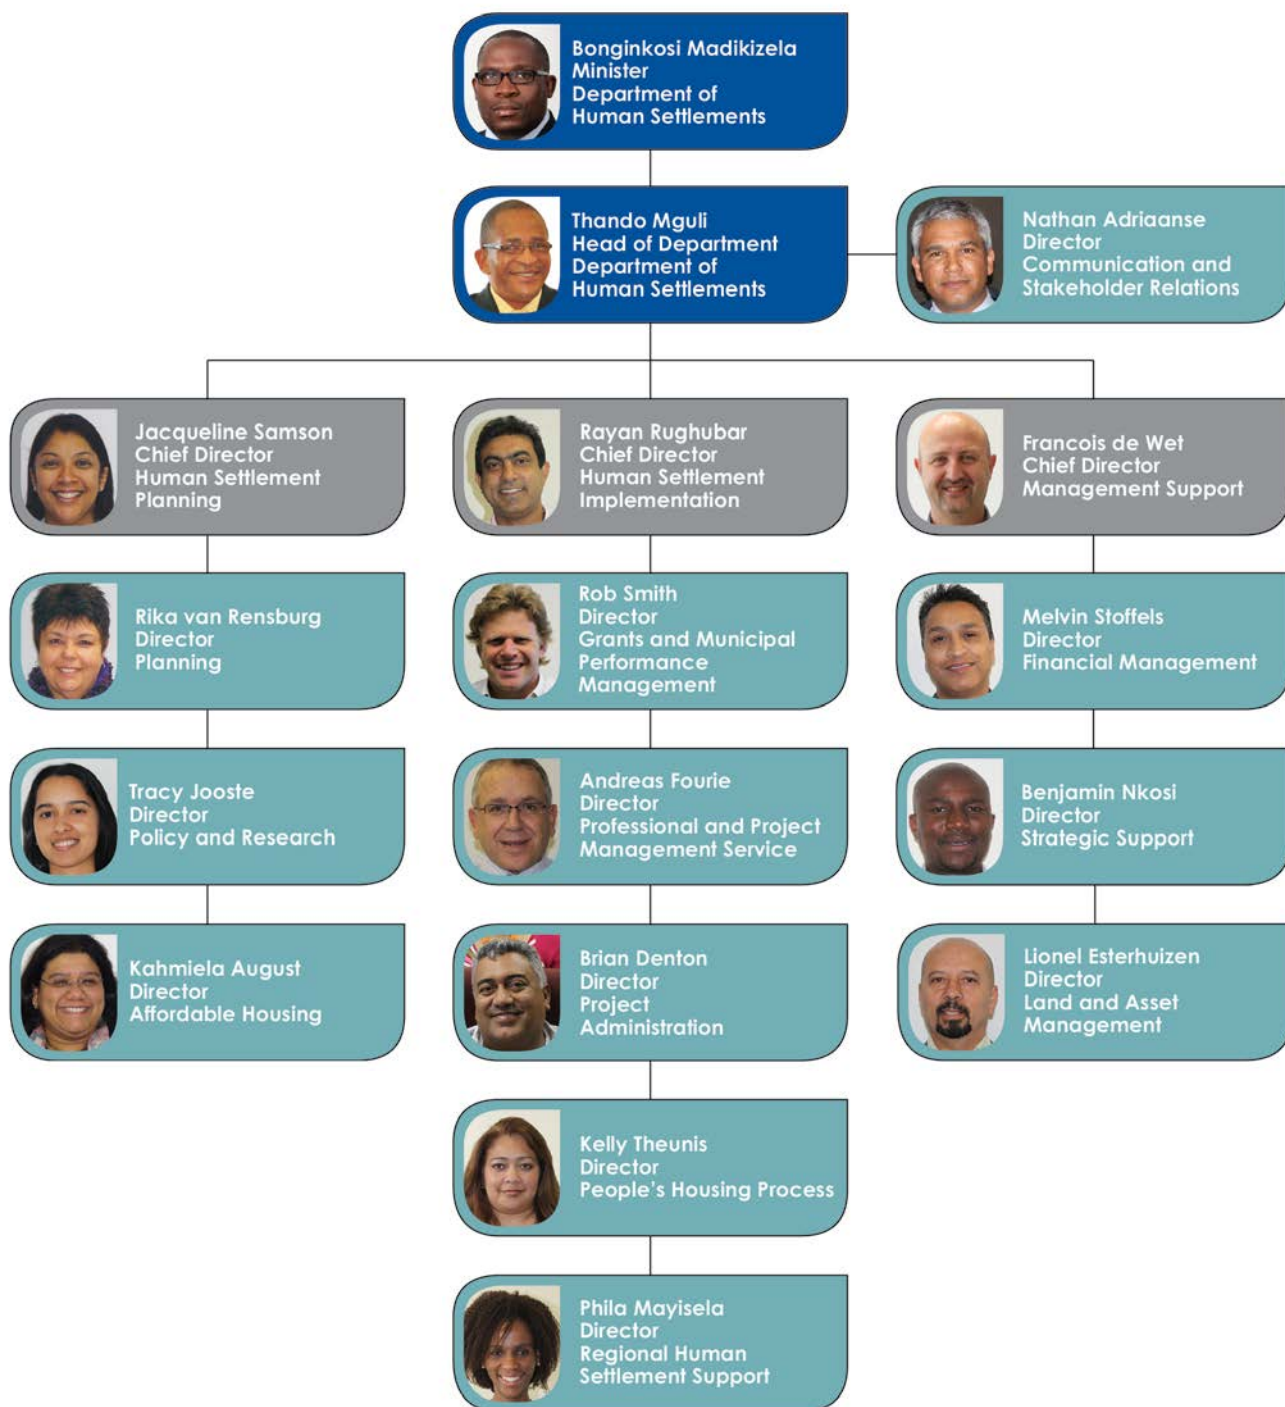 Bonginkosi Madikizela
Minister
Department of
Human Settlements
Thando Mguli
Head of Department
Department of
Human Settlements
Nathan Adriaanse
Director
Communication and
Stakeholder Relations
Jacqueline Samson
Chief Director
Human Settlement
Planning
Rayan Rughubar
Chief Director
Human Settlement
Implementation
Francois de Wet
Chief Director
Management Support
Rika van Rensburg
Director
Planning
Rob Smith
Director
Grants and Municipal
Performance
Management
Melvin Stoffels
Director
Financial Management
Tracy Jooste
Director
Policy and Research
Andreas Fourie
Director
Professional and Project
Management Service
Benjamin Nkosi
Director
Strategic Support
Kahmiela August
Director
Affordable Housing
Brian Denton
Director
Project
Administration
Lionel Esterhuizen
Director
Land and Asset
Management
Kelly Theunis
Director
People’s Housing Process
Phila Mayisela
Director
Regional Human
Settlement Support